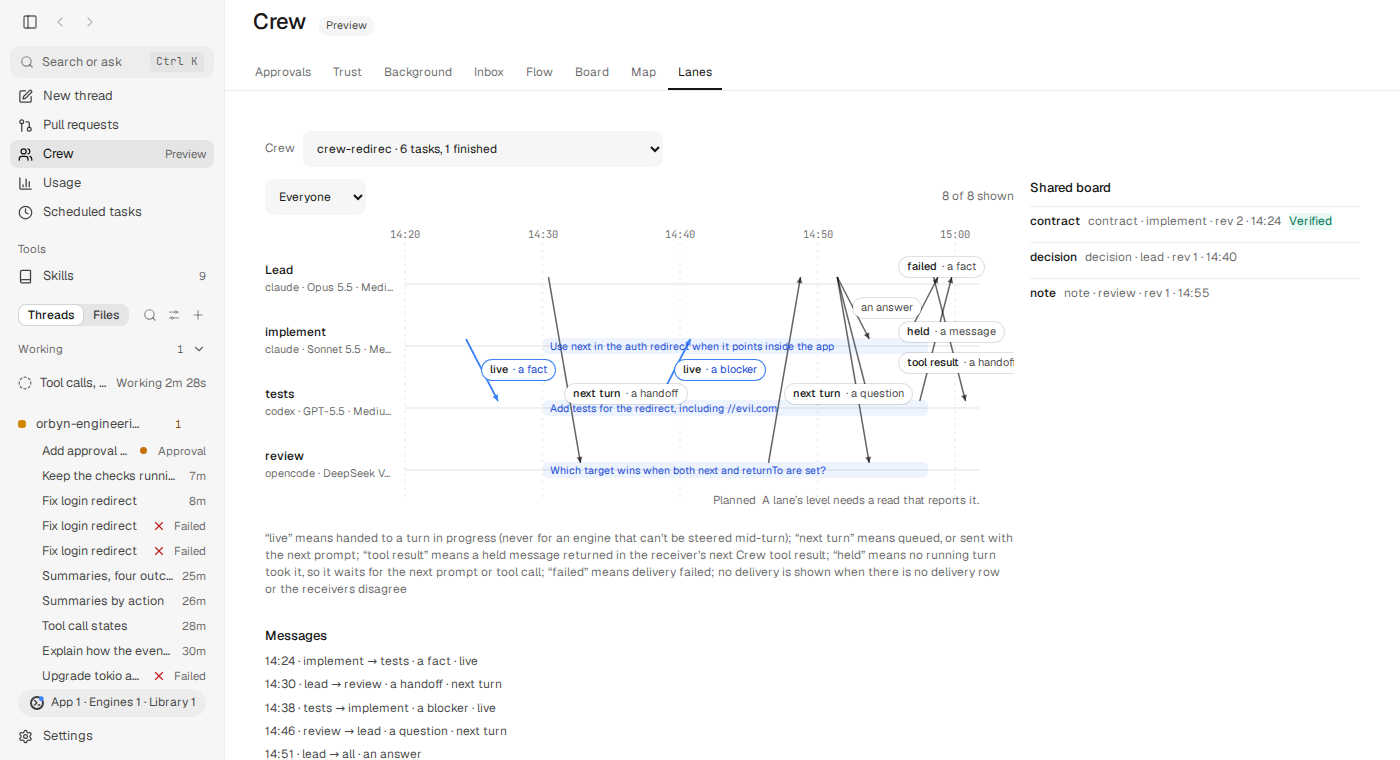 Search or ask Ctrl K
New thread
Pull requests
Crew Preview
Usage
Scheduled tasks
Tools
Skills 9
Threads Files
Working 1
Tool calls, ... Working 2m 28s
orbyn-engineeri... 1
Add approval ... Approval
Keep the checks runni... 7m
Fix login redirect 8m
Fix login redirect Failed
Fix login redirect Failed
Summaries, four outc... 25m
Summaries by action 26m
Tool call states 28m
Explain how the even... 30m
Upgrade tokio a... Failed
App 1 · Engines 1 · Library 1
Settings
Crew Preview
Approvals Trust Background Inbox Flow Board Map Lanes
Crew crew-redirec · 6 tasks, 1 finished
Everyone 8 of 8 shown
14:20 14:30 14:40 14:50 15:00
Lead
claude · Opus 5.5 · Medi...
failed · a fact
an answer
implement
claude · Sonnet 5.5 · Me...
held · a message
Use next in the auth redirect when it points inside the app
tool result · a handoff
live · a fact
live · a blocker
tests
codex · GPT-5.5 · Mediu...
next turn · a handoff
next turn · a question
Add tests for the redirect, including //evil.com
review
opencode · DeepSeek V...
Which target wins when both next and returnTo are set?
Planned A lane's level needs a read that reports it.
“live” means handed to a turn in progress (never for an engine that can’t be steered mid-turn); “next turn” means queued, or sent with
the next prompt; “tool result” means a held message returned in the receiver’s next Crew tool result; “held” means no running turn
took it, so it waits for the next prompt or tool call; “failed” means delivery failed; no delivery is shown when there is no delivery row
or the receivers disagree
Messages
14:24 · implement → tests · a fact · live
14:30 · lead → review · a handoff · next turn
14:38 · tests → implement · a blocker · live
14:46 · review → lead · a question · next turn
14:51 · lead → all · an answer
Shared board
contract contract · implement · rev 2 · 14:24 Verified
decision decision · lead · rev 1 · 14:40
note note · review · rev 1 · 14:55